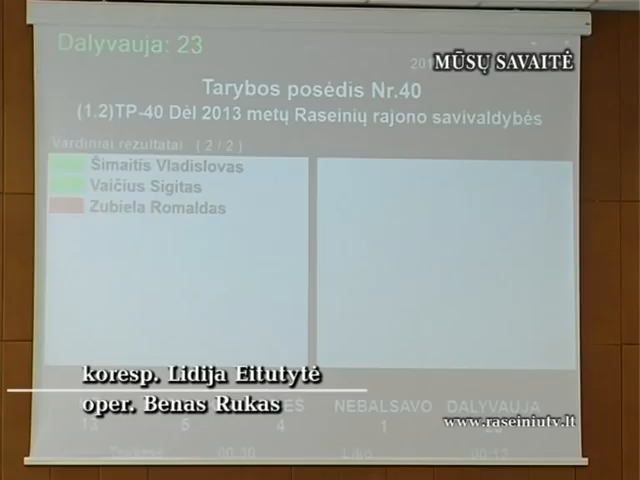 Dalyvauja: 23
MŪSŲ SAVAITĖ
Tarybos posėdis Nr.40
(1.2)TP-40 Dėl 2013 metų Raseinių rajono savivaldybės
Vardiniai rezultatai ( 2 / 2 )
Šimaitis Vladislovas
Vaičius Sigitas
Zubiela Romaldas
koresp. Lidija Eitutytė
oper. Benas Rukas
NEBALSAVO DALYVAUJA
13 5 4 1
www.raseiniutv.lt